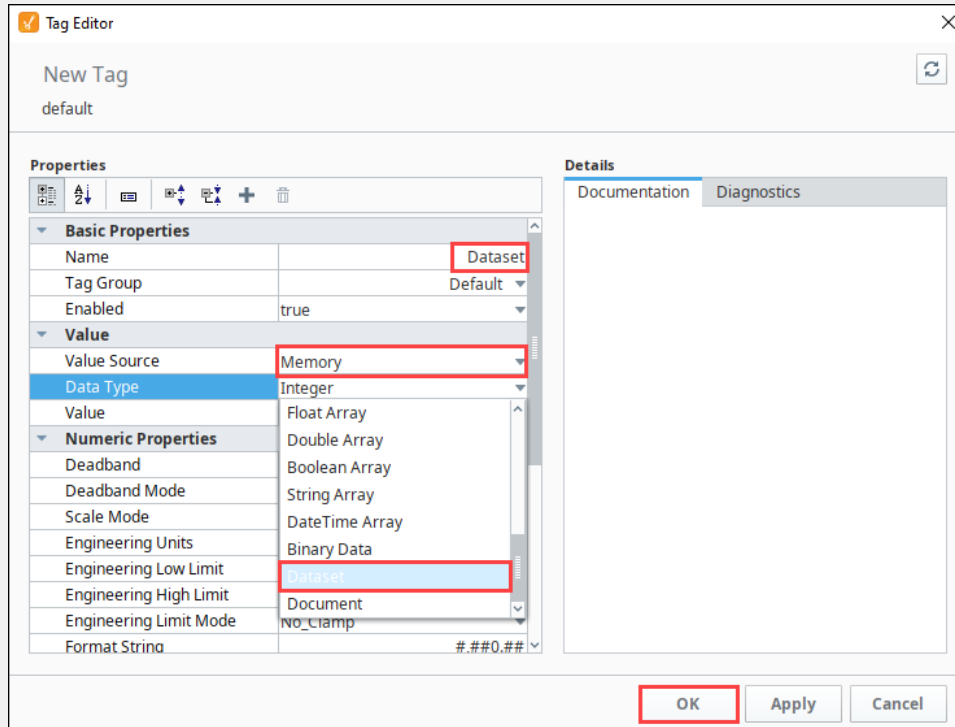 Tag Editor
New Tag
default
Properties
Details
Documentation Diagnostics
Basic Properties
Name Dataset
Tag Group Default
Enabled true
Value
Value Source Memory
Data Type Integer
Value
Float Array
Double Array
Boolean Array
String Array
DateTime Array
Binary Data
Dataset
Document
Numeric Properties
Deadband
Deadband Mode
Scale Mode
Engineering Units
Engineering Low Limit
Engineering High Limit
Engineering Limit Mode No_Clamp
Format String #,##0.##
OK Apply Cancel